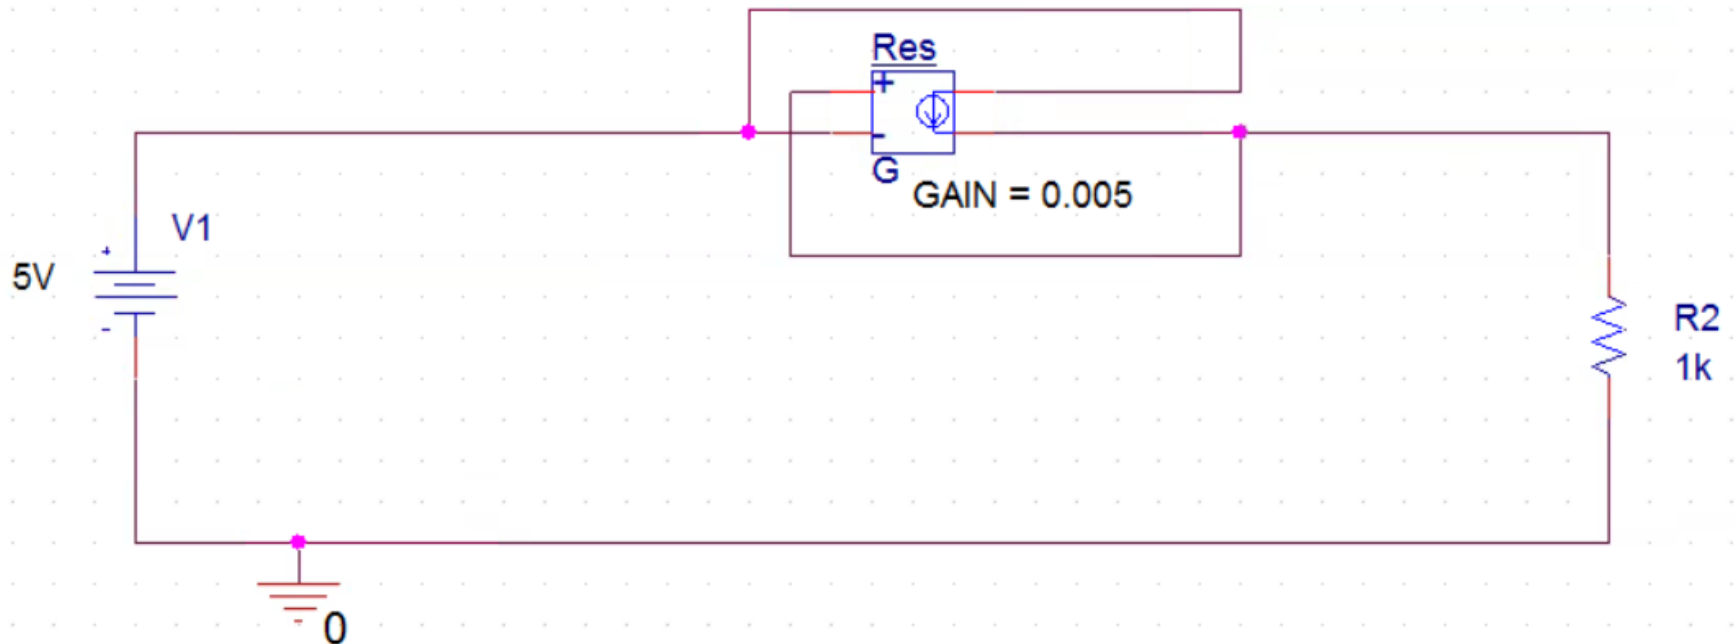 Res
+
-
G
GAIN = 0.005
V1
+
5V
-
R2
1k
0